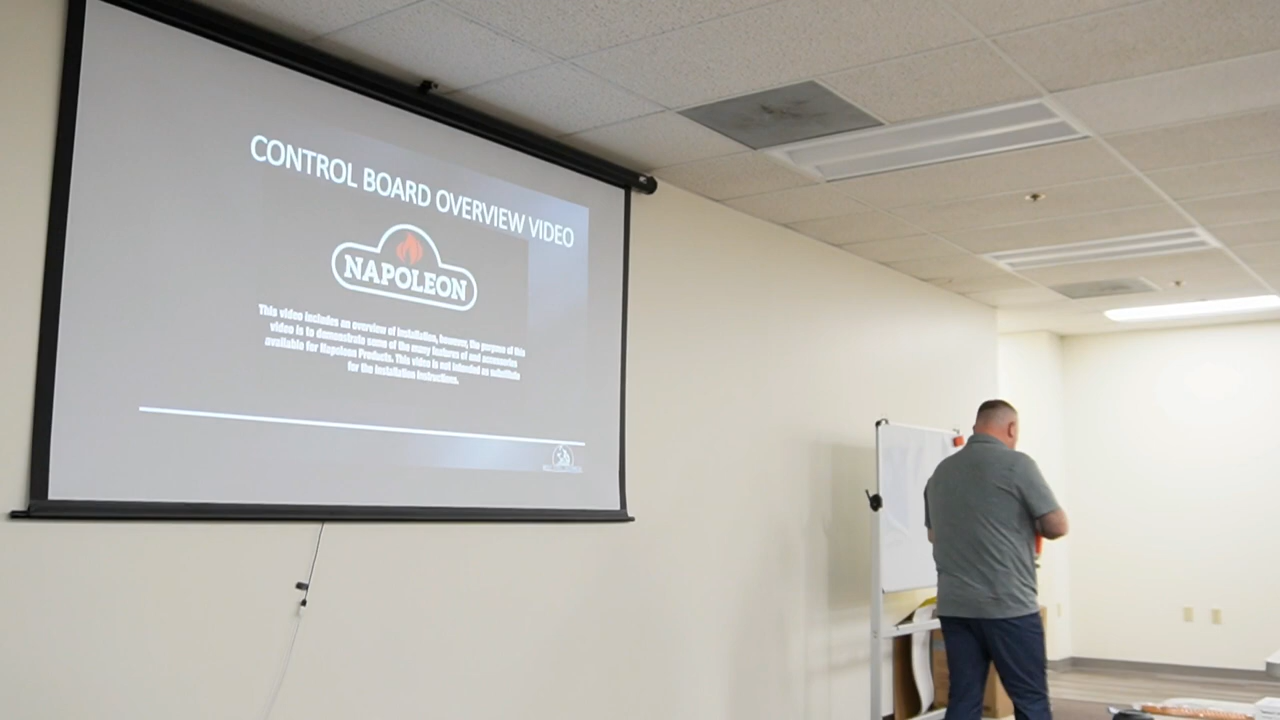 CONTROL BOARD OVERVIEW VIDEO
NAPOLEON
This video includes an overview of installation, however, the purpose of this
video is to demonstrate some of the many features of and accessories
available for Napoleon Products. This video is not intended as substitute
for the installation instructions.